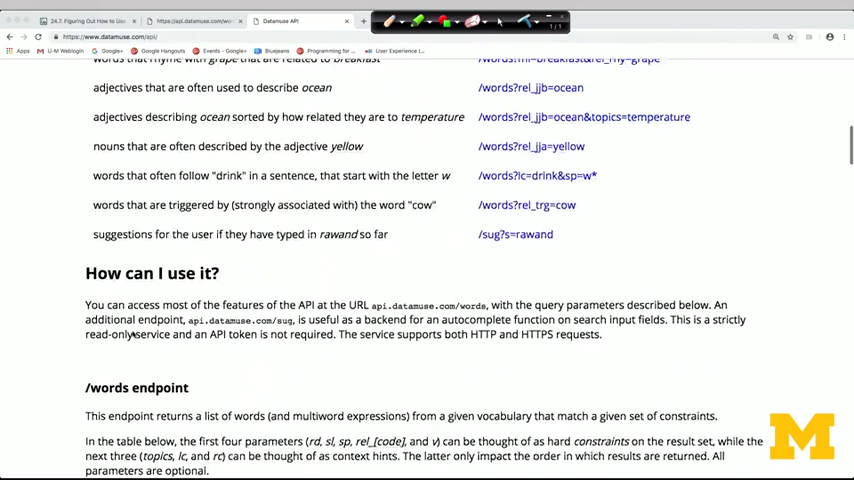 24.7. Figuring Out How to Use
https://api.datamuse.com/wor
Datamuse API
1/1
https://www.datamuse.com/api/
Apps
U-M Weblogin
Google+
Google Hangouts
Events - Google+
BlueJeans
Programming for ...
User Experience (...
words that rhyme with grape that are related to breakfast /words?ml=breakfast&rel_rhy=grape
adjectives that are often used to describe ocean /words?rel_jjb=ocean
adjectives describing ocean sorted by how related they are to temperature /words?rel_jjb=ocean&topics=temperature
nouns that are often described by the adjective yellow /words?rel_jja=yellow
words that often follow "drink" in a sentence, that start with the letter w /words?lc=drink&sp=w*
words that are triggered by (strongly associated with) the word "cow" /words?rel_trg=cow
suggestions for the user if they have typed in rawand so far /sug?s=rawand
How can I use it?
You can access most of the features of the API at the URL api.datamuse.com/words, with the query parameters described below. An
additional endpoint, api.datamuse.com/sug, is useful as a backend for an autocomplete function on search input fields. This is a strictly
read-only service and an API token is not required. The service supports both HTTP and HTTPS requests.
/words endpoint
This endpoint returns a list of words (and multiword expressions) from a given vocabulary that match a given set of constraints.
In the table below, the first four parameters (rd, sl, sp, rel_[code], and v) can be thought of as hard constraints on the result set, while the
next three (topics, lc, and rc) can be thought of as context hints. The latter only impact the order in which results are returned. All
parameters are optional.
M